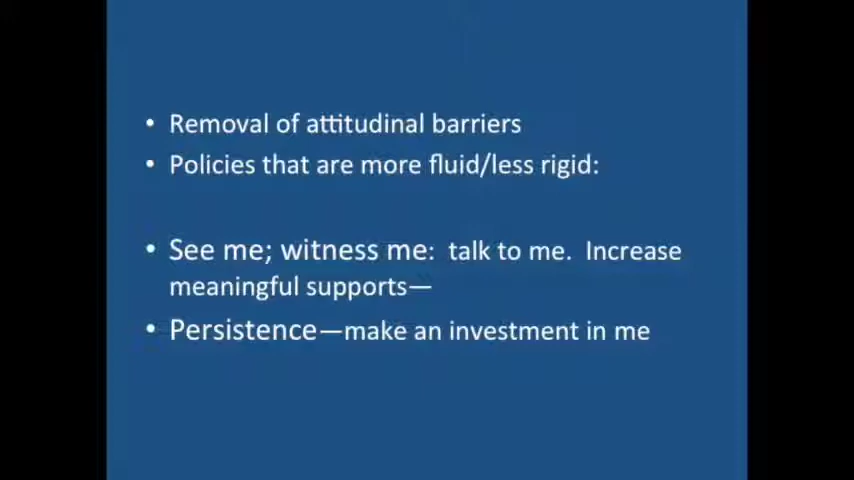 • Removal of attitudinal barriers
• Policies that are more fluid/less rigid:
• See me; witness me:  talk to me.  Increase
meaningful supports—
• Persistence—make an investment in me